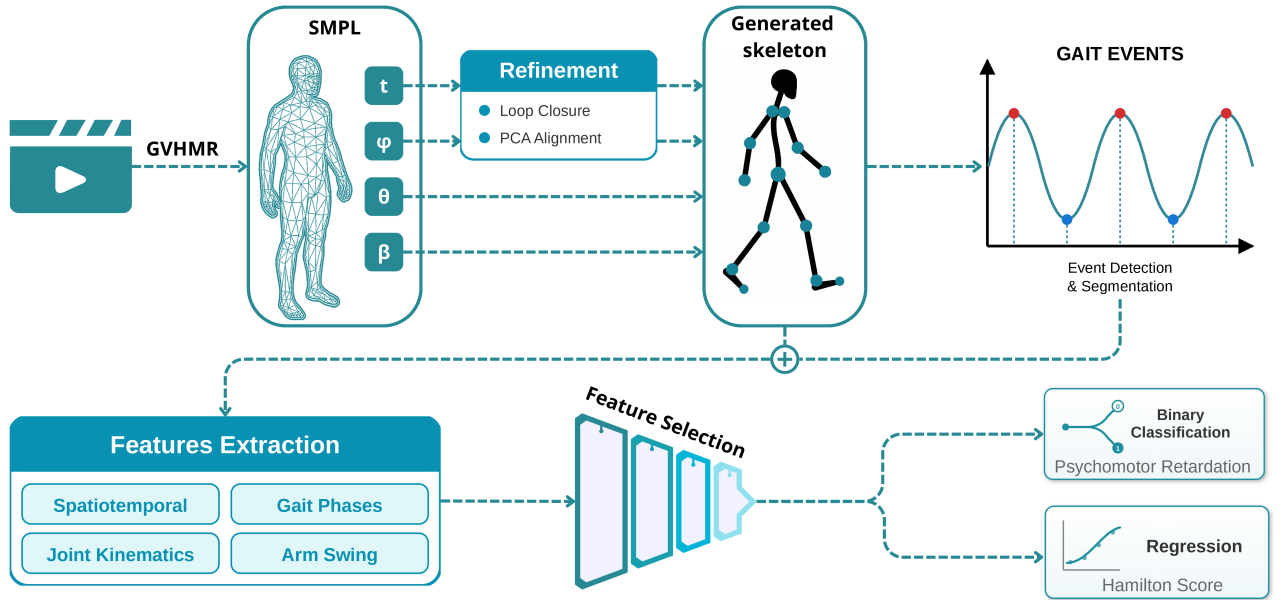 GVHMR
SMPL
t
φ
θ
β
Refinement
Loop Closure
PCA Alignment
Generated
skeleton
GAIT EVENTS
Event Detection
& Segmentation
Features Extraction
Spatiotemporal
Gait Phases
Joint Kinematics
Arm Swing
Feature Selection
0
1
Binary
Classification
Psychomotor Retardation
Regression
Hamilton Score